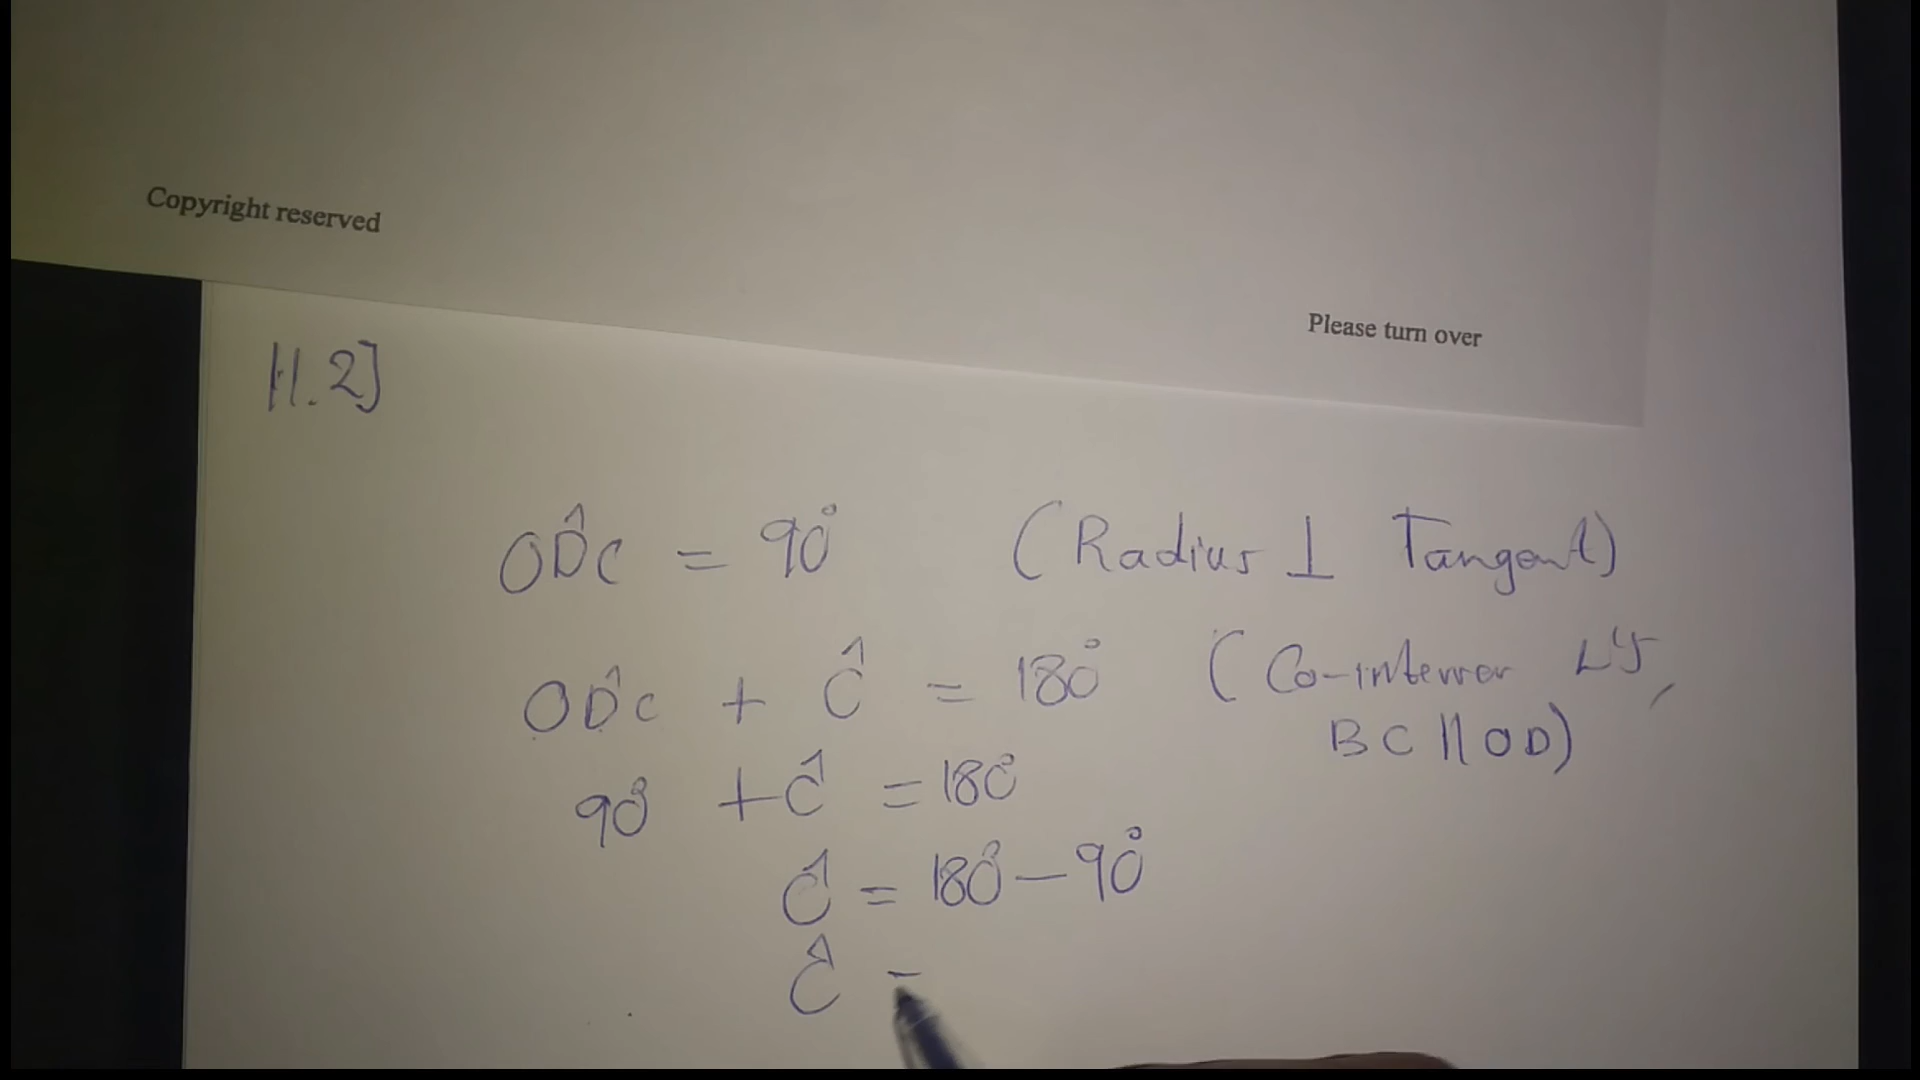 Copyright reserved
Please turn over
11.2]
OD̂C = 90° (Radius ⊥ Tangent)
OD̂C + Ĉ = 180° (Co-interior ∠'s,
BC || OD)
90° + Ĉ = 180°
Ĉ = 180° − 90°
Ĉ =